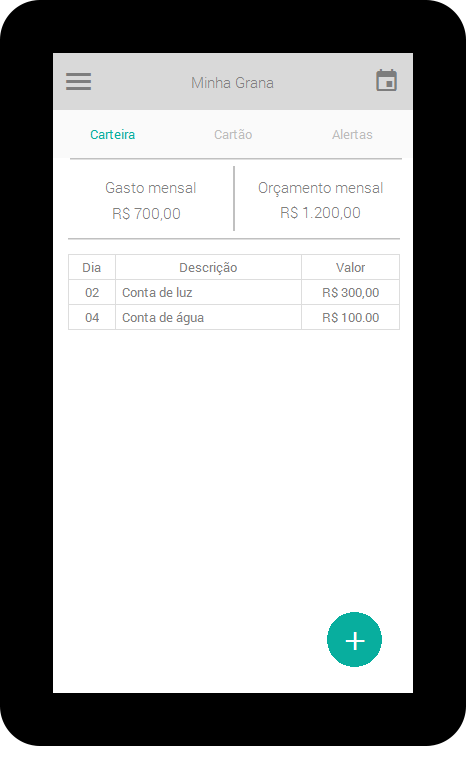 Minha Grana
Carteira Cartão Alertas
Gasto mensal Orçamento mensal
R$ 700,00 R$ 1.200,00
Dia Descrição Valor
02 Conta de luz R$ 300,00
04 Conta de água R$ 100.00
+